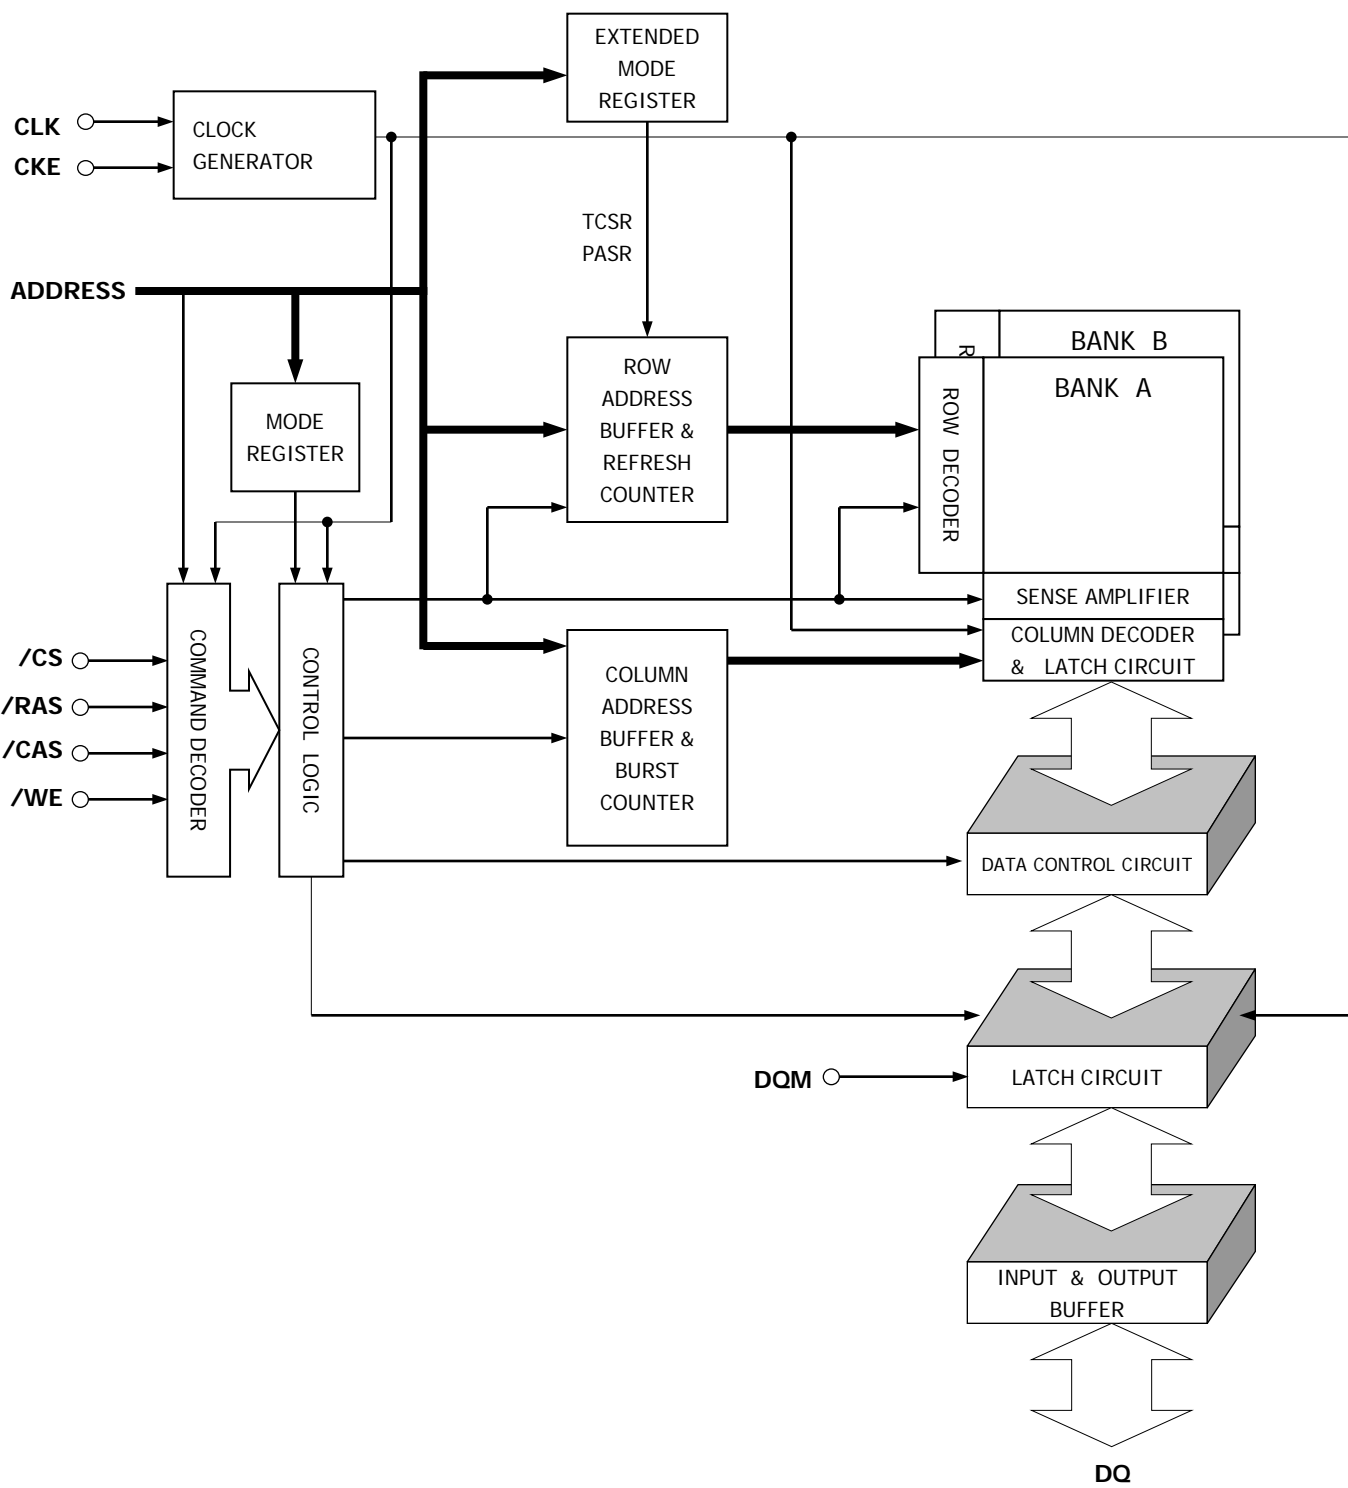 EXTENDED
MODE
REGISTER
CLK
CKE
CLOCK
GENERATOR
TCSR
PASR
ADDRESS
MODE
REGISTER
ROW
ADDRESS
BUFFER &
REFRESH
COUNTER
R
BANK B
BANK A
ROW DECODER
SENSE AMPLIFIER
COLUMN DECODER
& LATCH CIRCUIT
/CS
/RAS
/CAS
/WE
COMMAND DECODER
CONTROL LOGIC
COLUMN
ADDRESS
BUFFER &
BURST
COUNTER
DATA CONTROL CIRCUIT
DQM
LATCH CIRCUIT
INPUT & OUTPUT
BUFFER
DQ